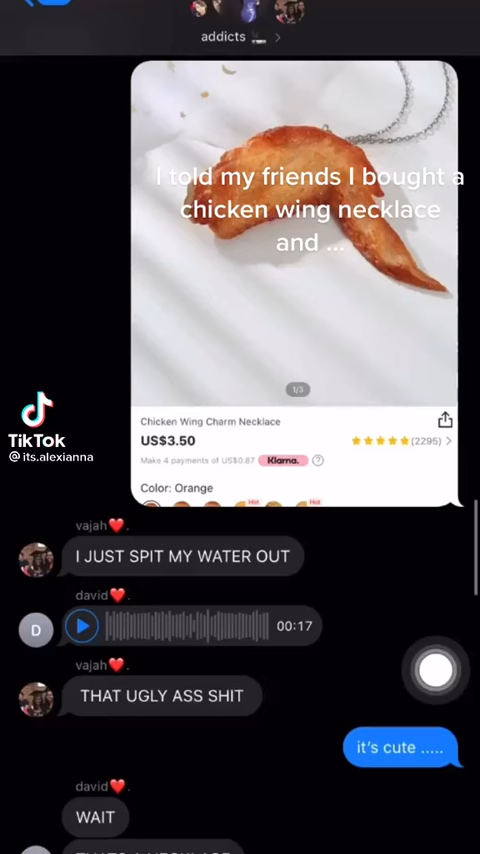 addicts
I told my friends I bought a
chicken wing necklace
and ...
1/3
Chicken Wing Charm Necklace
US$3.50
(2295)
Make 4 payments of US$0.87 Klarna. ?
Color: Orange
Hot Hot
TikTok
@its.alexianna
vajah❤️.
I JUST SPIT MY WATER OUT
david❤️.
D
00:17
vajah❤️.
THAT UGLY ASS SHIT
it's cute .....
david❤️.
WAIT
THATS A NECKLACE